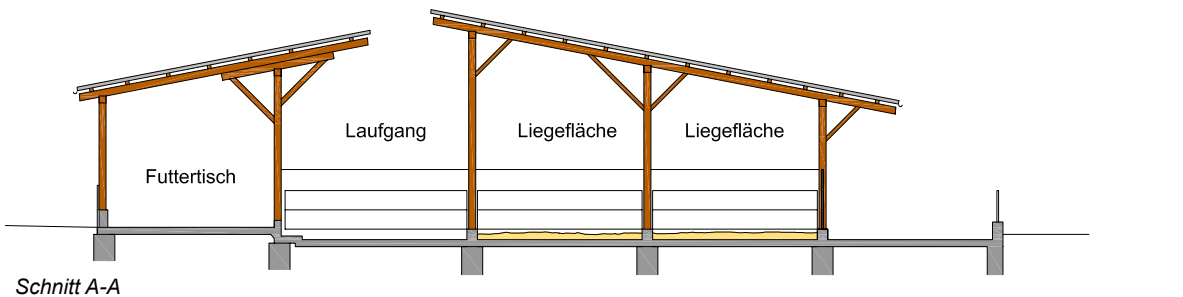 Laufgang
Liegefläche
Liegefläche
Futtertisch
Schnitt A-A